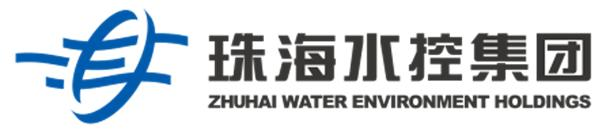 珠海水控集团
ZHUHAI WATER ENVIRONMENT HOLDINGS